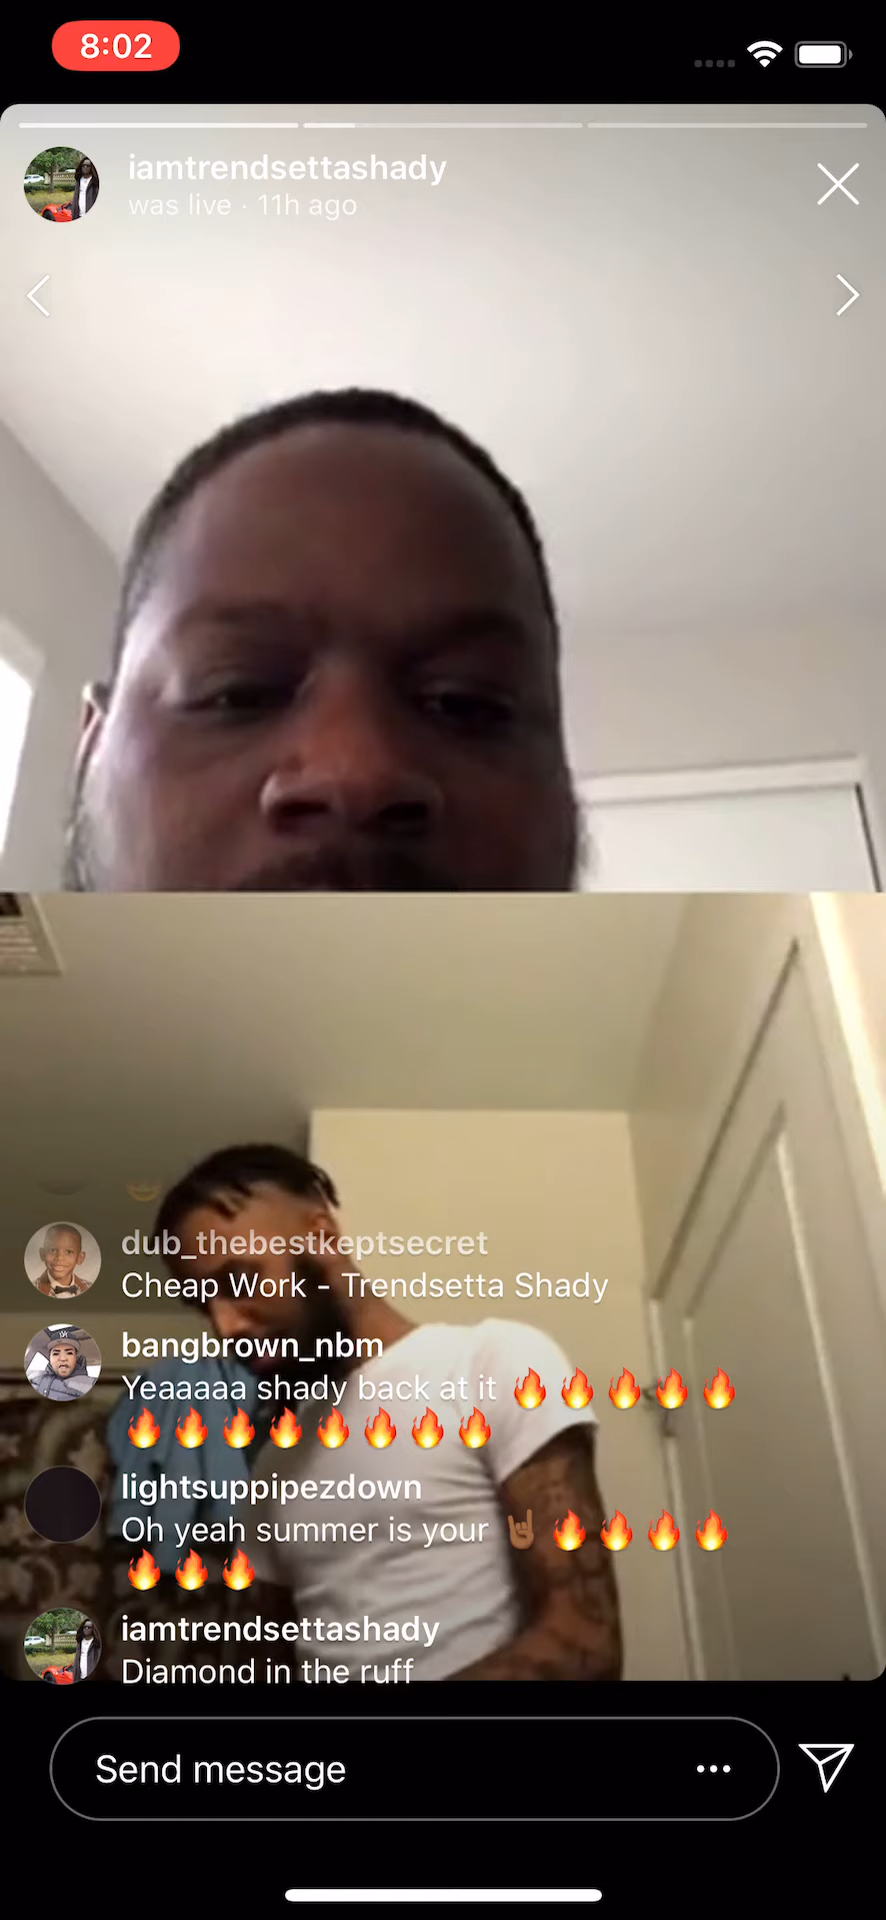 8:02
iamtrendsettashady
was live · 11h ago
dub_thebestkeptsecret
Cheap Work - Trendsetta Shady
bangbrown_nbm
Yeaaaaa shady back at it 🔥🔥🔥🔥🔥
🔥🔥🔥🔥🔥🔥🔥🔥
lightsuppipezdown
Oh yeah summer is your 🤘🏾🔥🔥🔥🔥
🔥🔥🔥
iamtrendsettashady
Diamond in the ruff
Send message